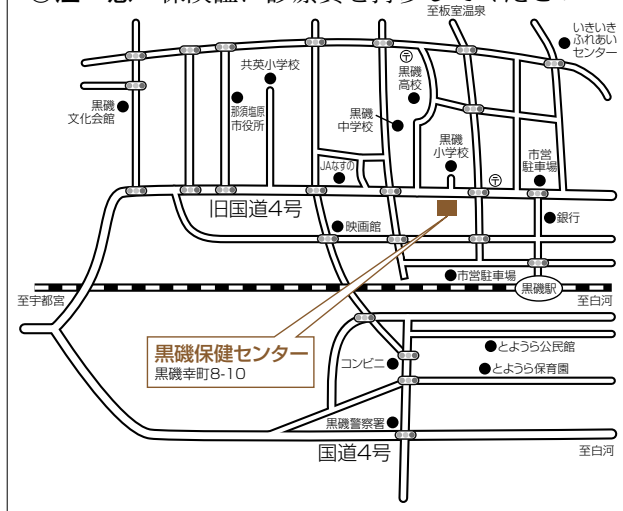 至板室温泉
いきいき
ふれあい
センター
共英小学校
〒
黒磯
高校
黒磯
文化会館
那須塩原
市役所
黒磯
中学校
黒磯
小学校
市営
駐車場
JAなすの
〒
旧国道4号
映画館
銀行
市営駐車場
黒磯駅
至宇都宮
至白河
黒磯保健センター
黒磯幸町8-10
コンビニ
とようら公民館
とようら保育園
黒磯警察署
国道4号
至白河